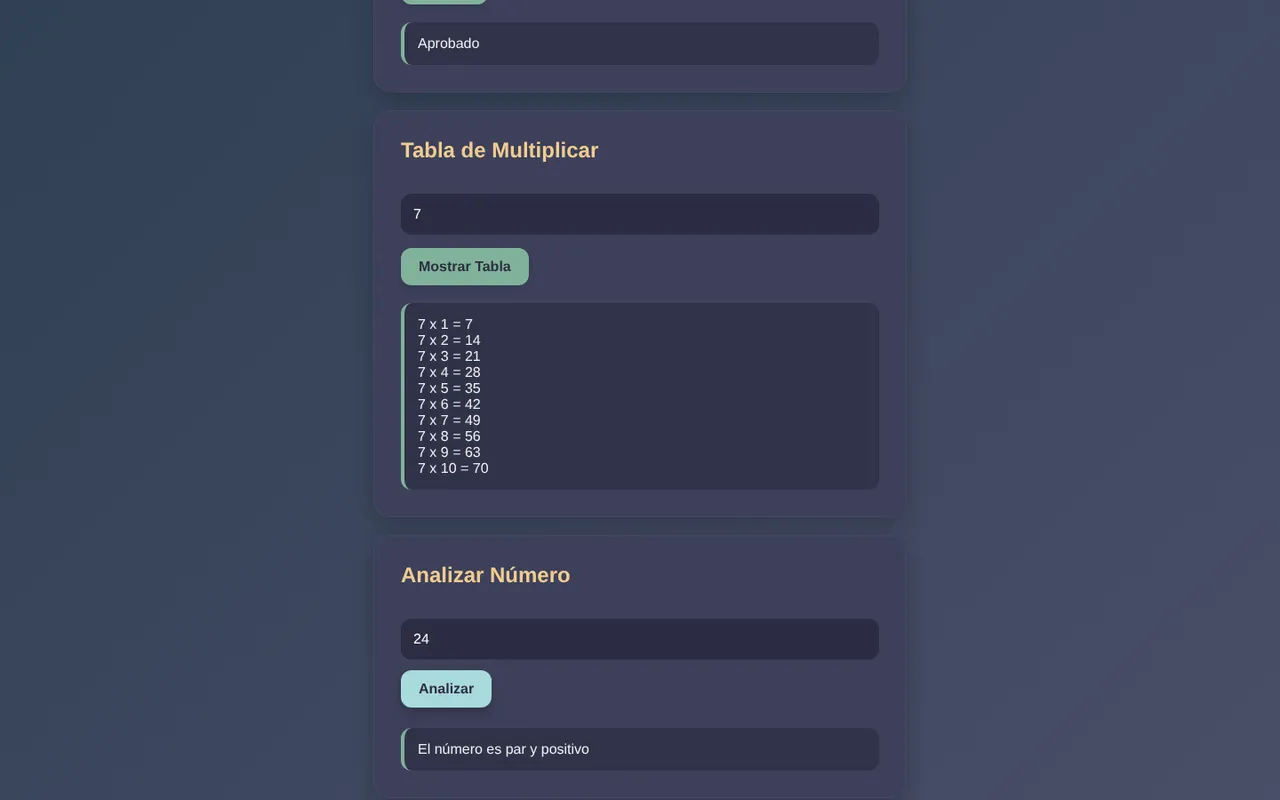 Aprobado
Tabla de Multiplicar
7
Mostrar Tabla
7 x 1 = 7
7 x 2 = 14
7 x 3 = 21
7 x 4 = 28
7 x 5 = 35
7 x 6 = 42
7 x 7 = 49
7 x 8 = 56
7 x 9 = 63
7 x 10 = 70
Analizar Número
24
Analizar
El número es par y positivo